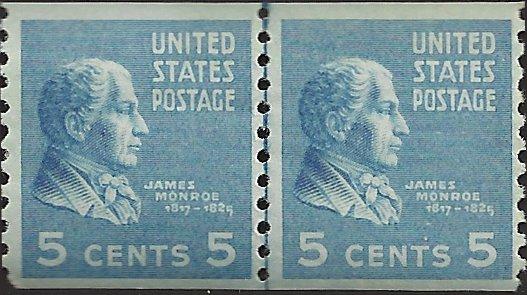 UNITED
STATES
POSTAGE
JAMES
MONROE
1817-1825
5 CENTS 5
UNITED
STATES
POSTAGE
JAMES
MONROE
1817-1825
5 CENTS 5